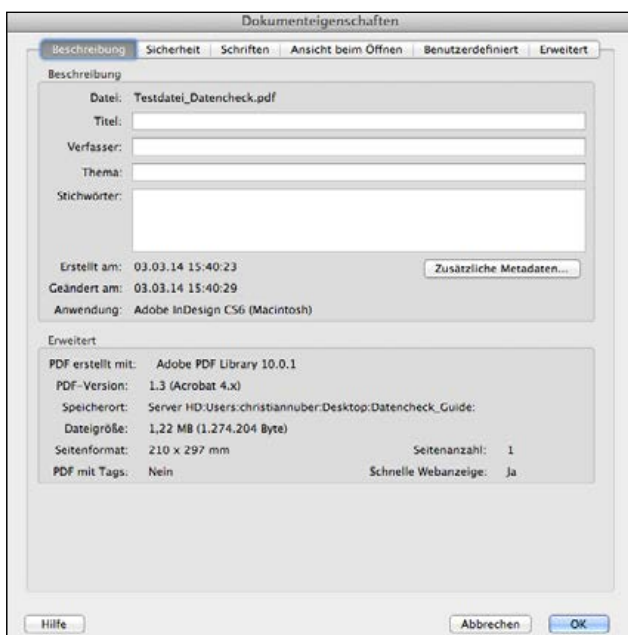 Dokumenteigenschaften
Beschreibung Sicherheit Schriften Ansicht beim Öffnen Benutzerdefiniert Erweitert
Beschreibung
Datei: Testdatei_Datencheck.pdf
Titel:
Verfasser:
Thema:
Stichwörter:
Erstellt am: 03.03.14 15:40:23 Zusätzliche Metadaten...
Geändert am: 03.03.14 15:40:29
Anwendung: Adobe InDesign CS6 (Macintosh)
Erweitert
PDF erstellt mit: Adobe PDF Library 10.0.1
PDF-Version: 1.3 (Acrobat 4.x)
Speicherort: Server HD:Users:christiannuber:Desktop:Datencheck_Guide:
Dateigröße: 1,22 MB (1.274.204 Byte)
Seitenformat: 210 x 297 mm Seitenanzahl: 1
PDF mit Tags: Nein Schnelle Webanzeige: Ja
Hilfe Abbrechen OK